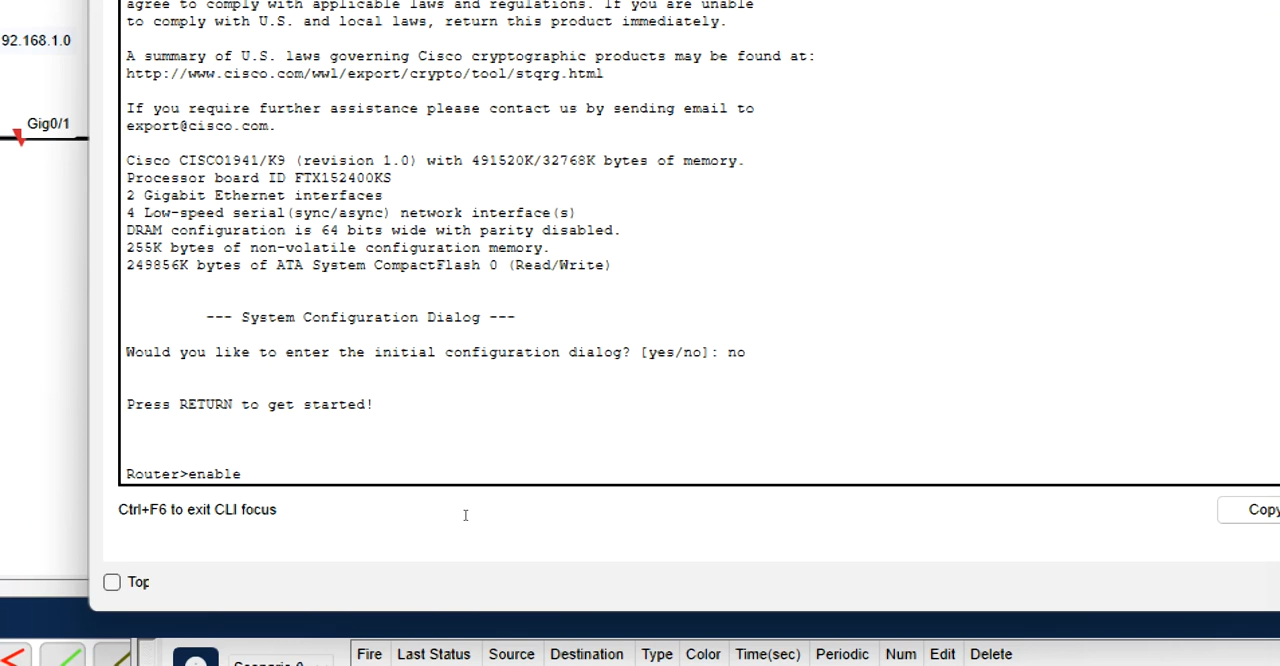 agree to comply with applicable laws and regulations. If you are unable
to comply with U.S. and local laws, return this product immediately.
92.168.1.0
A summary of U.S. laws governing Cisco cryptographic products may be found at:
http://www.cisco.com/wwl/export/crypto/tool/stqrg.html
If you require further assistance please contact us by sending email to
export@cisco.com.
Gig0/1
Cisco CISCO1941/K9 (revision 1.0) with 491520K/32768K bytes of memory.
Processor board ID FTX152400KS
2 Gigabit Ethernet interfaces
4 Low-speed serial(sync/async) network interface(s)
DRAM configuration is 64 bits wide with parity disabled.
255K bytes of non-volatile configuration memory.
249856K bytes of ATA System CompactFlash 0 (Read/Write)
--- System Configuration Dialog ---
Would you like to enter the initial configuration dialog? [yes/no]: no
Press RETURN to get started!
Router>enable
Ctrl+F6 to exit CLI focus
Copy
Top
Scenario 0
Fire Last Status Source Destination Type Color Time(sec) Periodic Num Edit Delete